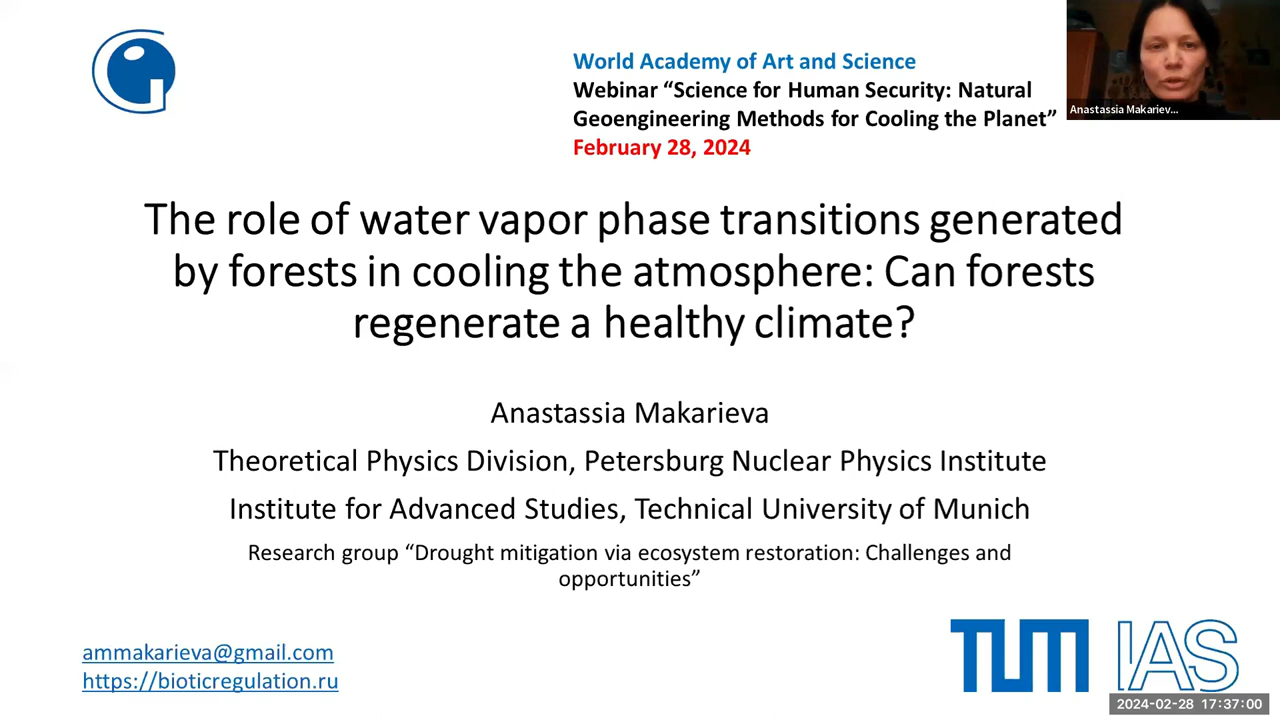 World Academy of Art and Science
Webinar “Science for Human Security: Natural
Geoengineering Methods for Cooling the Planet”
February 28, 2024
Anastassia Makariev...
The role of water vapor phase transitions generated
by forests in cooling the atmosphere: Can forests
regenerate a healthy climate?
Anastassia Makarieva
Theoretical Physics Division, Petersburg Nuclear Physics Institute
Institute for Advanced Studies, Technical University of Munich
Research group “Drought mitigation via ecosystem restoration: Challenges and
opportunities”
ammakarieva@gmail.com
https://bioticregulation.ru
TUM IAS
2024-02-28 17:37:00